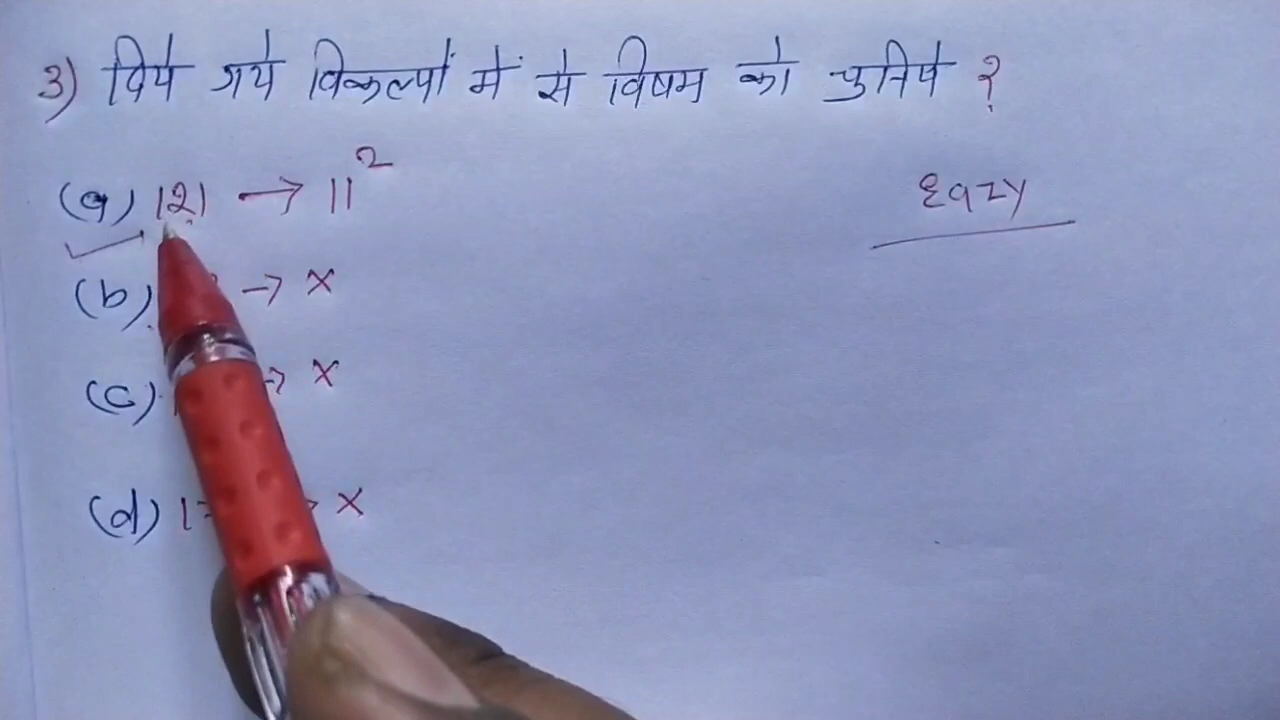 3) दिये गये विकल्पों में से विषम को चुनिये ?
(a) 121 → 11²
Eazy
(b) → ×
(c) → ×
(d) → ×